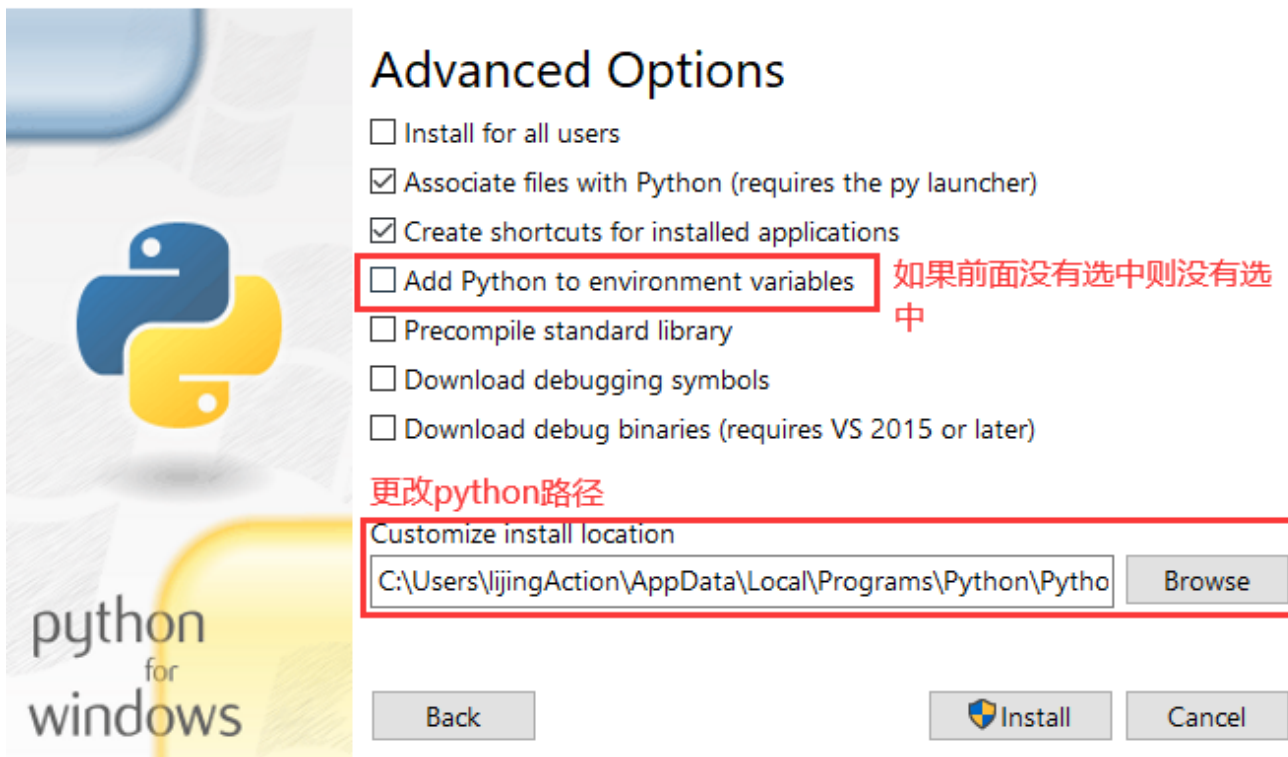 Advanced Options
Install for all users
Associate files with Python (requires the py launcher)
Create shortcuts for installed applications
Add Python to environment variables
如果前面没有选中则没有选
中
Precompile standard library
Download debugging symbols
Download debug binaries (requires VS 2015 or later)
更改python路径
Customize install location
C:\Users\lijingAction\AppData\Local\Programs\Python\Pytho
Browse
python
for
windows
Back
Install
Cancel